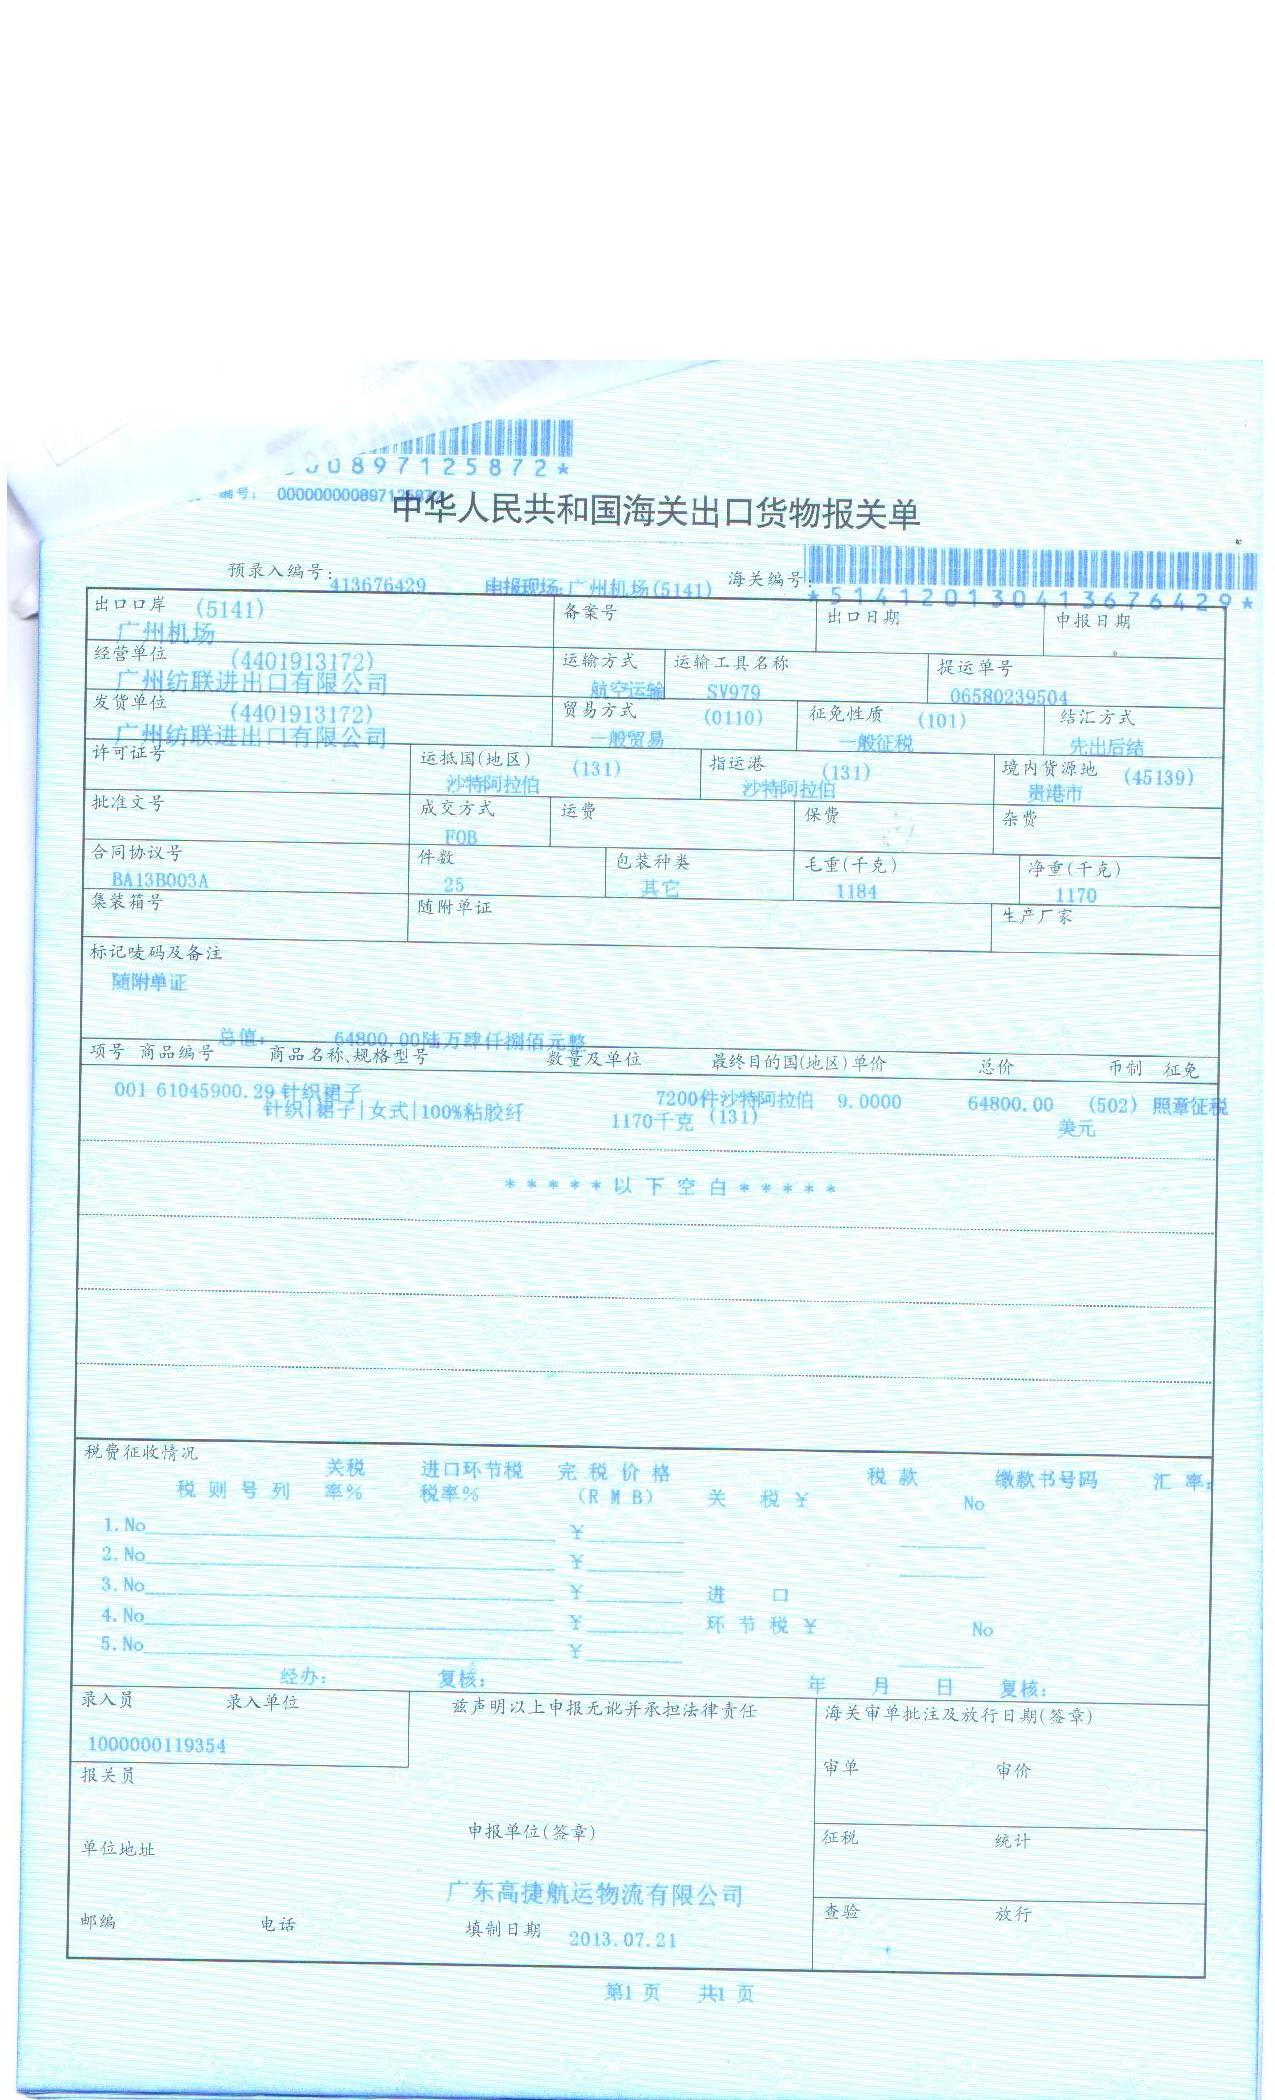 00897125872*
编号： 000000000897125872
中华人民共和国海关出口货物报关单
预录入编号： 413676429 申报现场：广州机场(5141) 海关编号：
*514120130413676429*
出口口岸 (5141) 备案号 出口日期 申报日期
广州机场
经营单位 (4401913172) 运输方式 运输工具名称 提运单号
广州纺联进出口有限公司 航空运输 SV979 06580239504
发货单位 (4401913172) 贸易方式 (0110) 征免性质 (101) 结汇方式
广州纺联进出口有限公司 一般贸易 一般征税 先出后结
许可证号 运抵国(地区) (131) 指运港 (131) 境内货源地 (45139)
沙特阿拉伯 沙特阿拉伯 贵港市
批准文号 成交方式 运费 保费 杂费
FOB
合同协议号 件数 包装种类 毛重(千克) 净重(千克)
BA13B003A 25 其它 1184 1170
集装箱号 随附单证 生产厂家
标记唛码及备注
随附单证
总值： 64800.00陆万肆仟捌佰元整
项号 商品编号 商品名称、规格型号 数量及单位 最终目的国(地区)单价 总价 币制 征免
001 61045900.29 针织裙子 7200件沙特阿拉伯 9.0000 64800.00 (502) 照章征税
针织|裙子|女式|100%粘胶纤 1170千克 (131) 美元
*****以下空白*****
税费征收情况
关税 进口环节税 完税价格 税款 缴款书号码 汇率：
税则号列 率% 税率% (RMB) 关税￥ No
1.No ￥
2.No ￥
3.No ￥ 进口
4.No ￥ 环节税￥ No
5.No ￥
经办： 复核： 年 月 日 复核：
录入员 录入单位 兹声明以上申报无讹并承担法律责任 海关审单批注及放行日期(签章)
1000000119354
审单 审价
报关员
申报单位(签章) 征税 统计
单位地址
广东高捷航运物流有限公司
查验 放行
邮编 电话 填制日期 2013.07.21
第1 页 共1 页